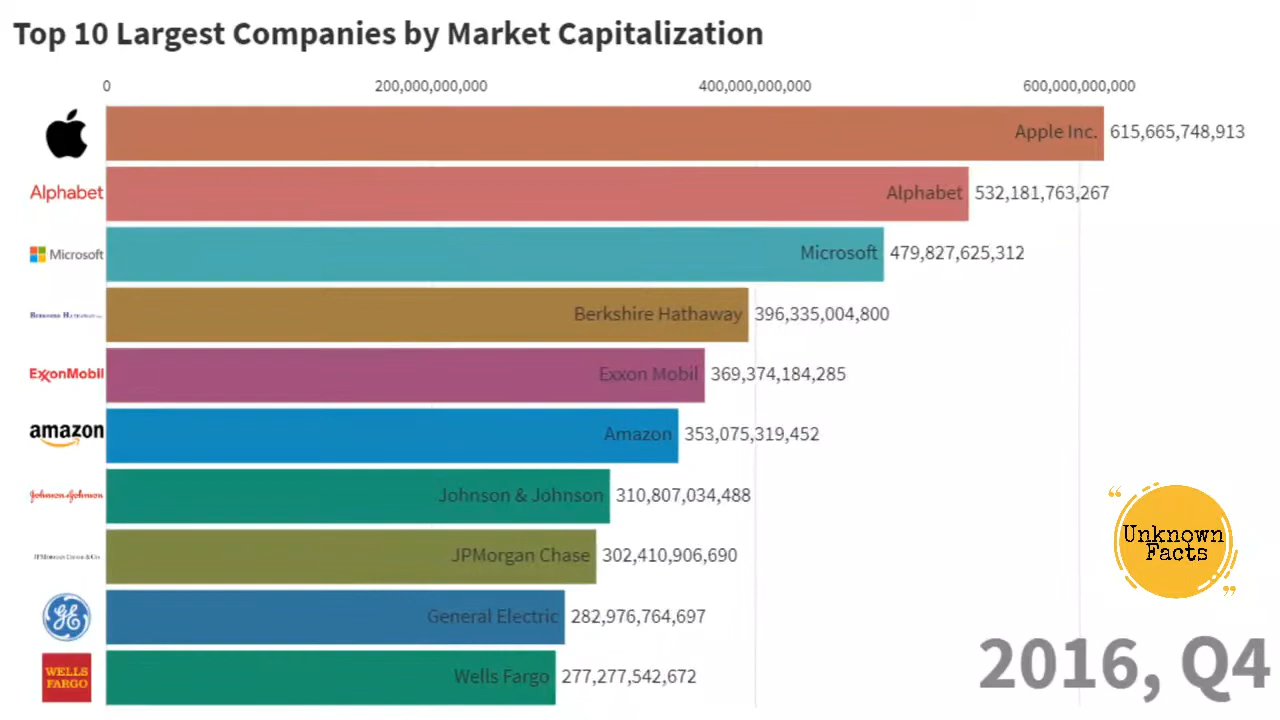 Top 10 Largest Companies by Market Capitalization
0 200,000,000,000 400,000,000,000 600,000,000,000
Apple Inc. 615,665,748,913
Alphabet Alphabet 532,181,763,267
Microsoft Microsoft 479,827,625,312
Berkshire Hathaway 396,335,004,800
ExxonMobil Exxon Mobil 369,374,184,285
amazon Amazon 353,075,319,452
Johnson & Johnson Johnson & Johnson 310,807,034,488
JPMorgan Chase & Co. JPMorgan Chase 302,410,906,690
GE General Electric 282,976,764,697
WELLS
FARGO
Wells Fargo 277,277,542,672
“ Unknown
Facts ”
2016, Q4